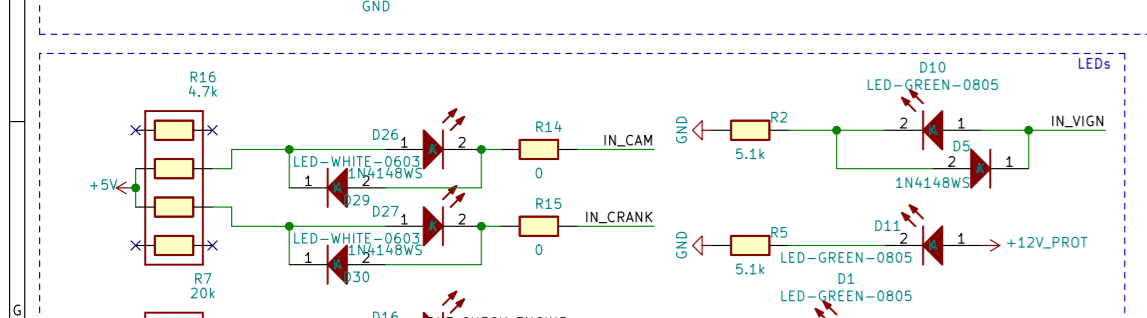 GND
LEDs
R16
4.7k
+5V
D26
1
2
LED-WHITE-0603
1N4148WS
1
2
D29
R14
0
IN_CAM
D27
1
2
LED-WHITE-0603
1N4148WS
1
2
D30
R15
0
IN_CRANK
R7
20k
GND
R2
5.1k
D10
LED-GREEN-0805
2
1
IN_VIGN
D5
2
1
1N4148WS
GND
R5
5.1k
D11
2
1
LED-GREEN-0805
+12V_PROT
D1
LED-GREEN-0805
D16
G